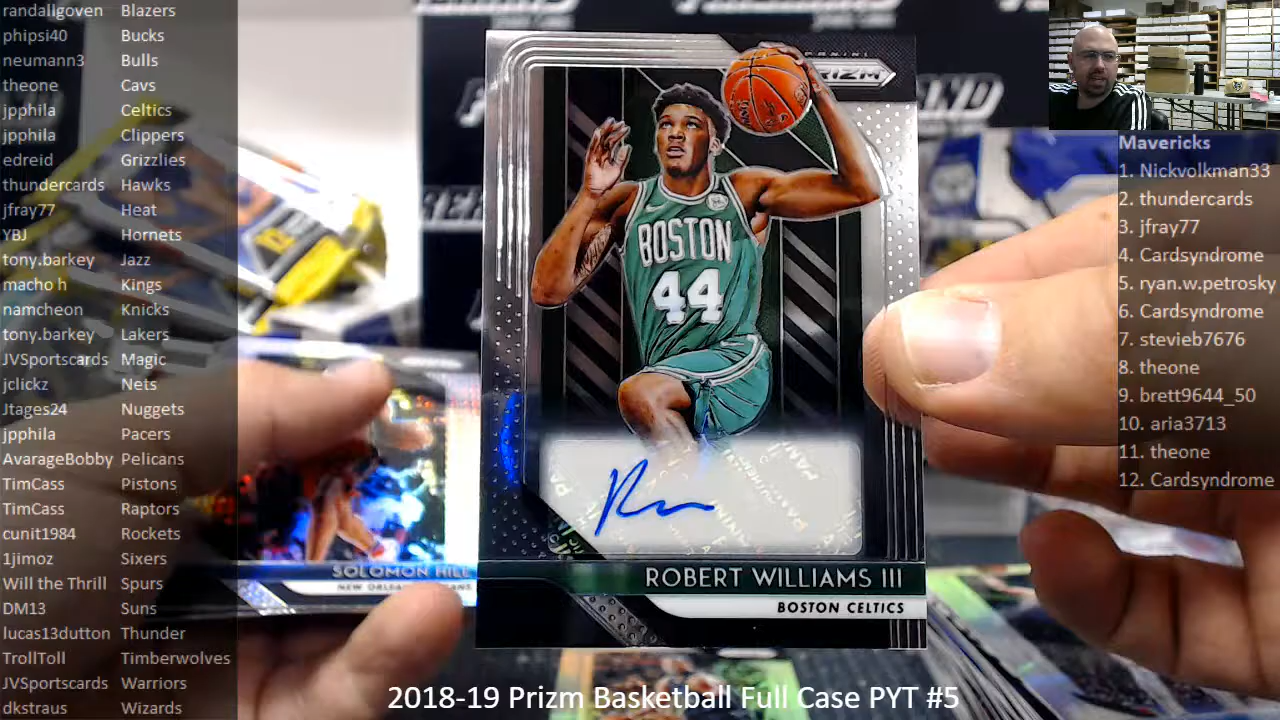 randallgoven Blazers
phipsi40 Bucks
neumann3 Bulls
theone Cavs
jpphila Celtics
jpphila Clippers
edreid Grizzlies
thundercards Hawks
jfray77 Heat
YBJ Hornets
tony.barkey Jazz
macho h Kings
namcheon Knicks
tony.barkey Lakers
JVSportscards Magic
jclickz Nets
Jtages24 Nuggets
jpphila Pacers
AvarageBobby Pelicans
TimCass Pistons
TimCass Raptors
cunit1984 Rockets
1jimoz Sixers
Will the Thrill Spurs
DM13 Suns
lucas13dutton Thunder
TrollToll Timberwolves
JVSportscards Warriors
dkstraus Wizards
PANINI
PRIZM
BOSTON
44
ROBERT WILLIAMS III
BOSTON CELTICS
SOLOMON HILL
Mavericks
1. Nickvolkman33
2. thundercards
3. jfray77
4. Cardsyndrome
5. ryan.w.petrosky
6. Cardsyndrome
7. stevieb7676
8. theone
9. brett9644_50
10. aria3713
11. theone
12. Cardsyndrome
2018-19 Prizm Basketball Full Case PYT #5